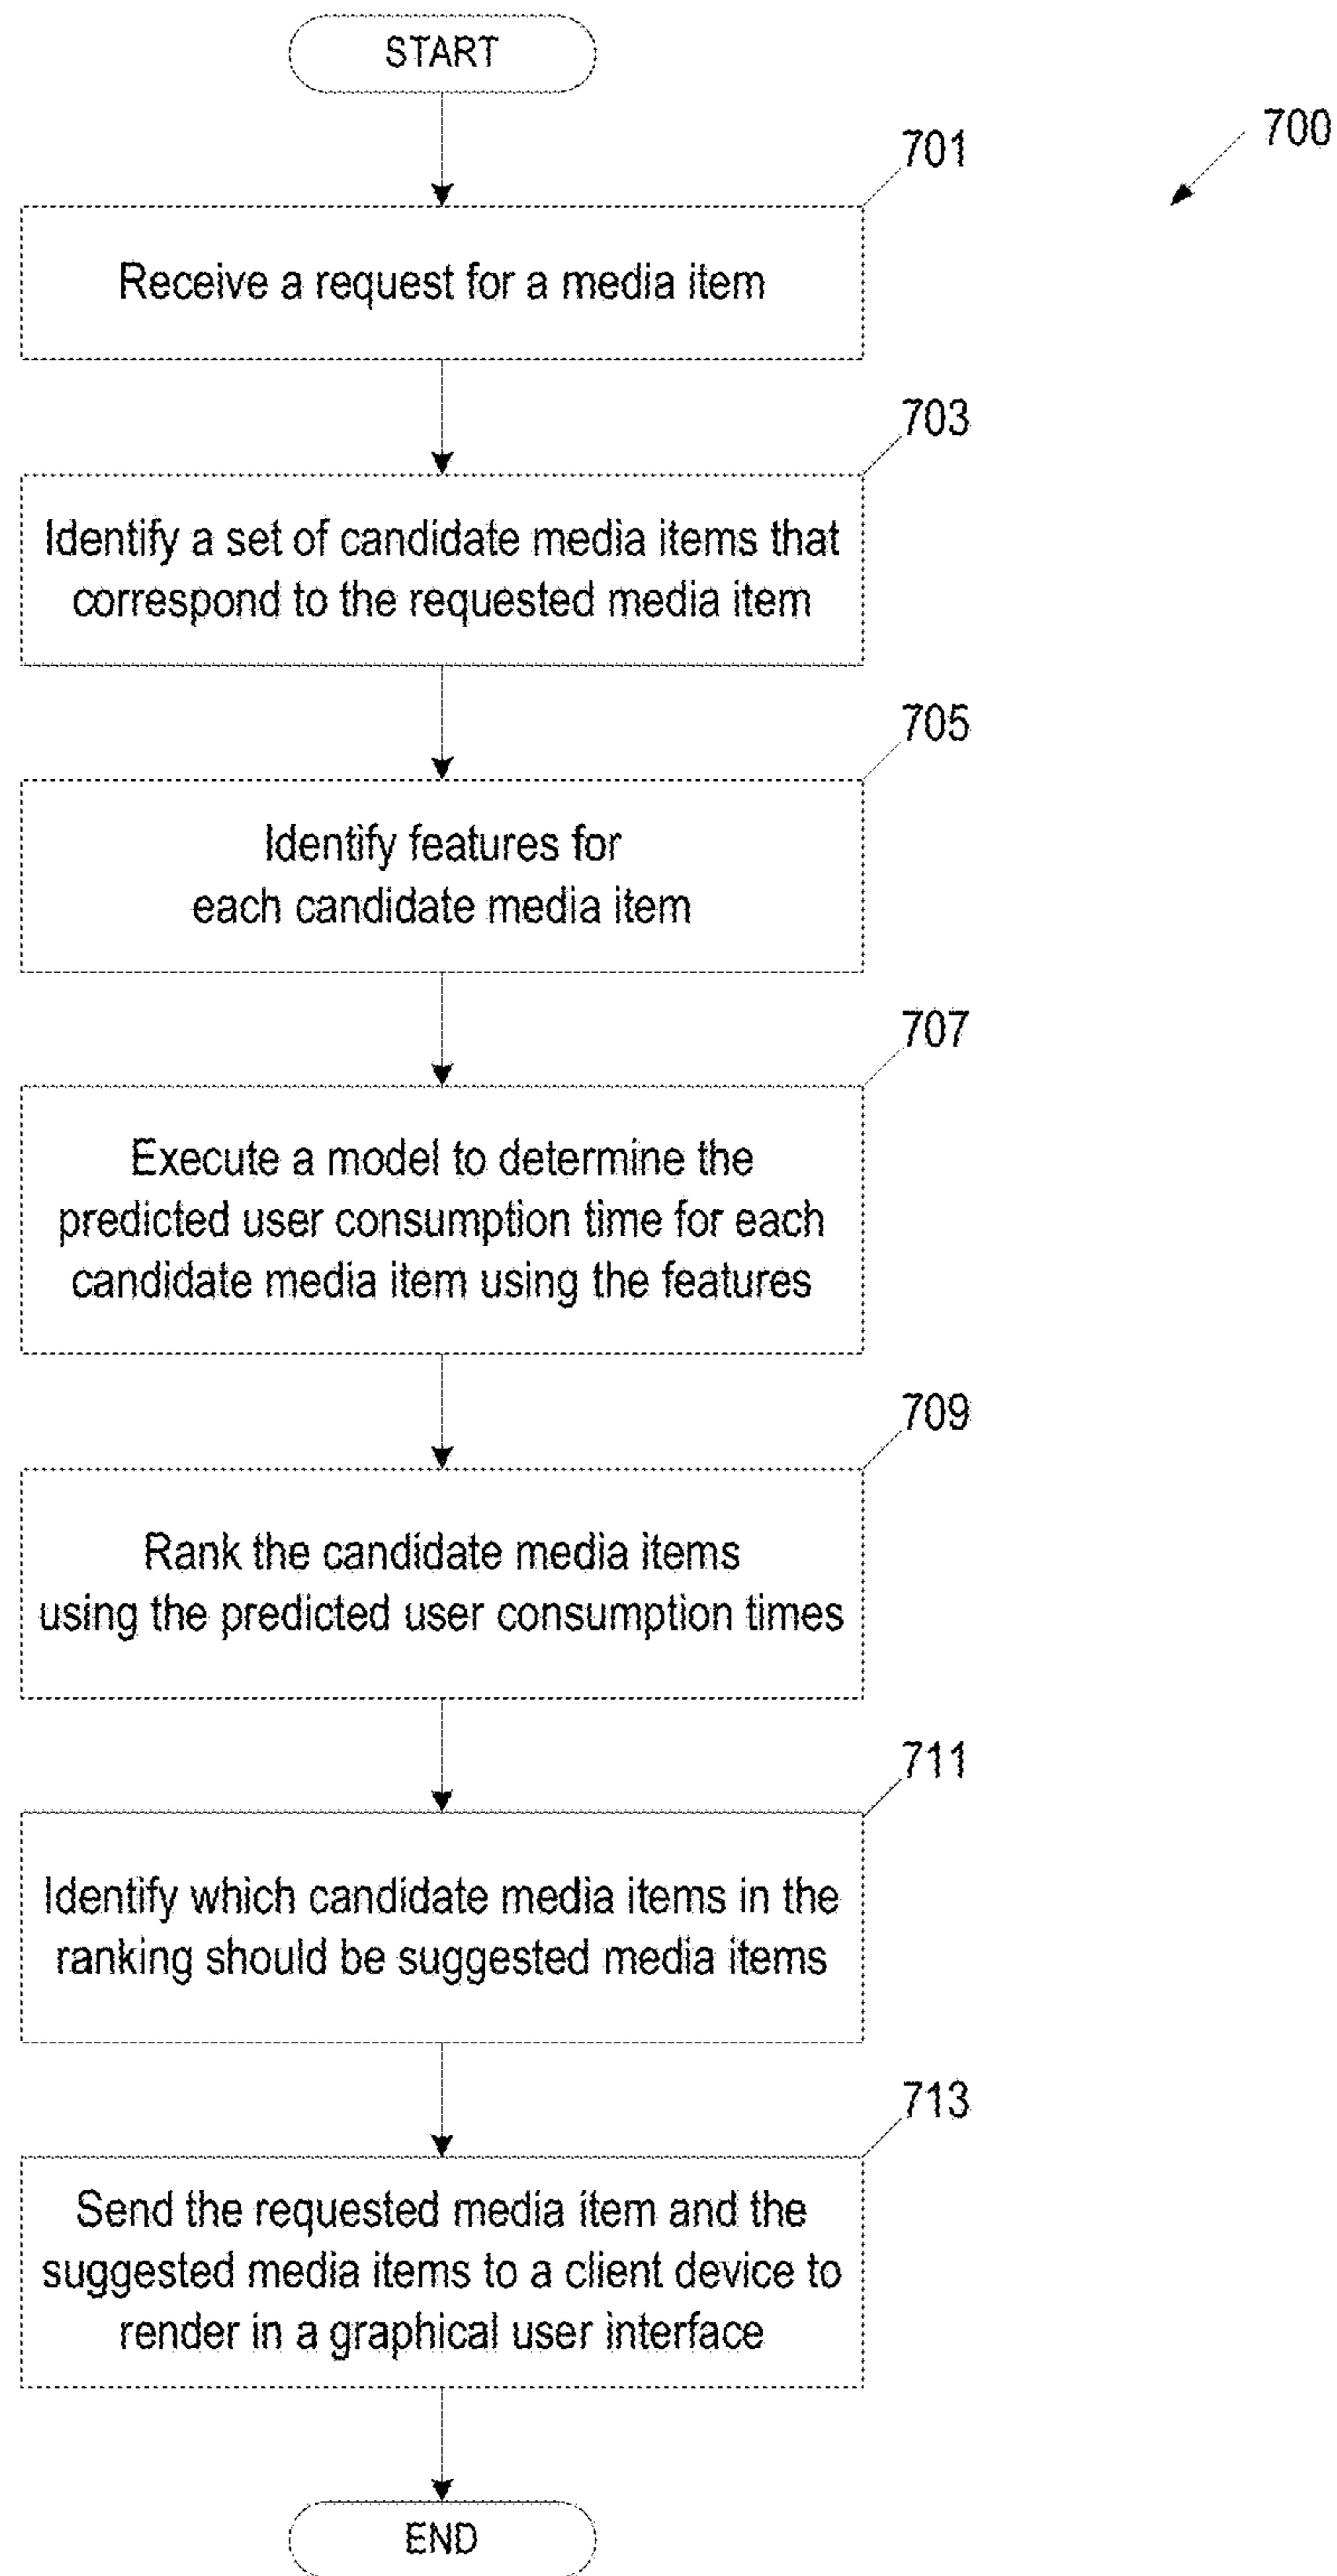 START
700
701
Receive a request for a media item
703
Identify a set of candidate media items that
correspond to the requested media item
705
Identify features for
each candidate media item
707
Execute a model to determine the
predicted user consumption time for each
candidate media item using the features
709
Rank the candidate media items
using the predicted user consumption times
711
Identify which candidate media items in the
ranking should be suggested media items
713
Send the requested media item and the
suggested media items to a client device to
render in a graphical user interface
END